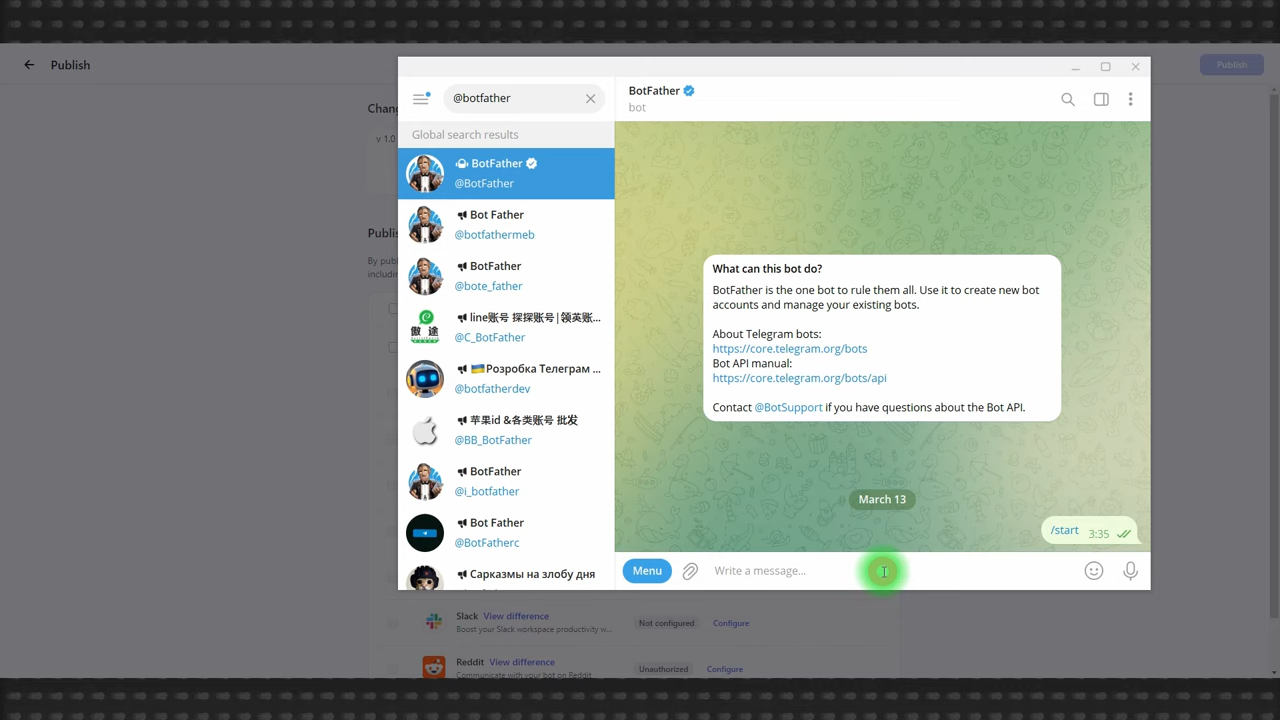 Publish
Publish
Chang
v 1.0
Publis
By publ
includin
@botfather
Global search results
BotFather
@BotFather
Bot Father
@botfathermeb
BotFather
@bote_father
line账号 探探账号|领英账...
@C_BotFather
Розробка Телеграм ...
@botfatherdev
苹果id &各类账号 批发
@BB_BotFather
BotFather
@i_botfather
Bot Father
@BotFatherc
Сарказмы на злобу дня
BotFather
bot
What can this bot do?
BotFather is the one bot to rule them all. Use it to create new bot
accounts and manage your existing bots.
About Telegram bots:
https://core.telegram.org/bots
Bot API manual:
https://core.telegram.org/bots/api
Contact @BotSupport if you have questions about the Bot API.
March 13
/start 3:35
Menu
Write a message...
Slack View difference
Boost your Slack workspace productivity w...
Not configured
Configure
Reddit View difference
Communicate with your bot on Reddit
Unauthorized
Configure